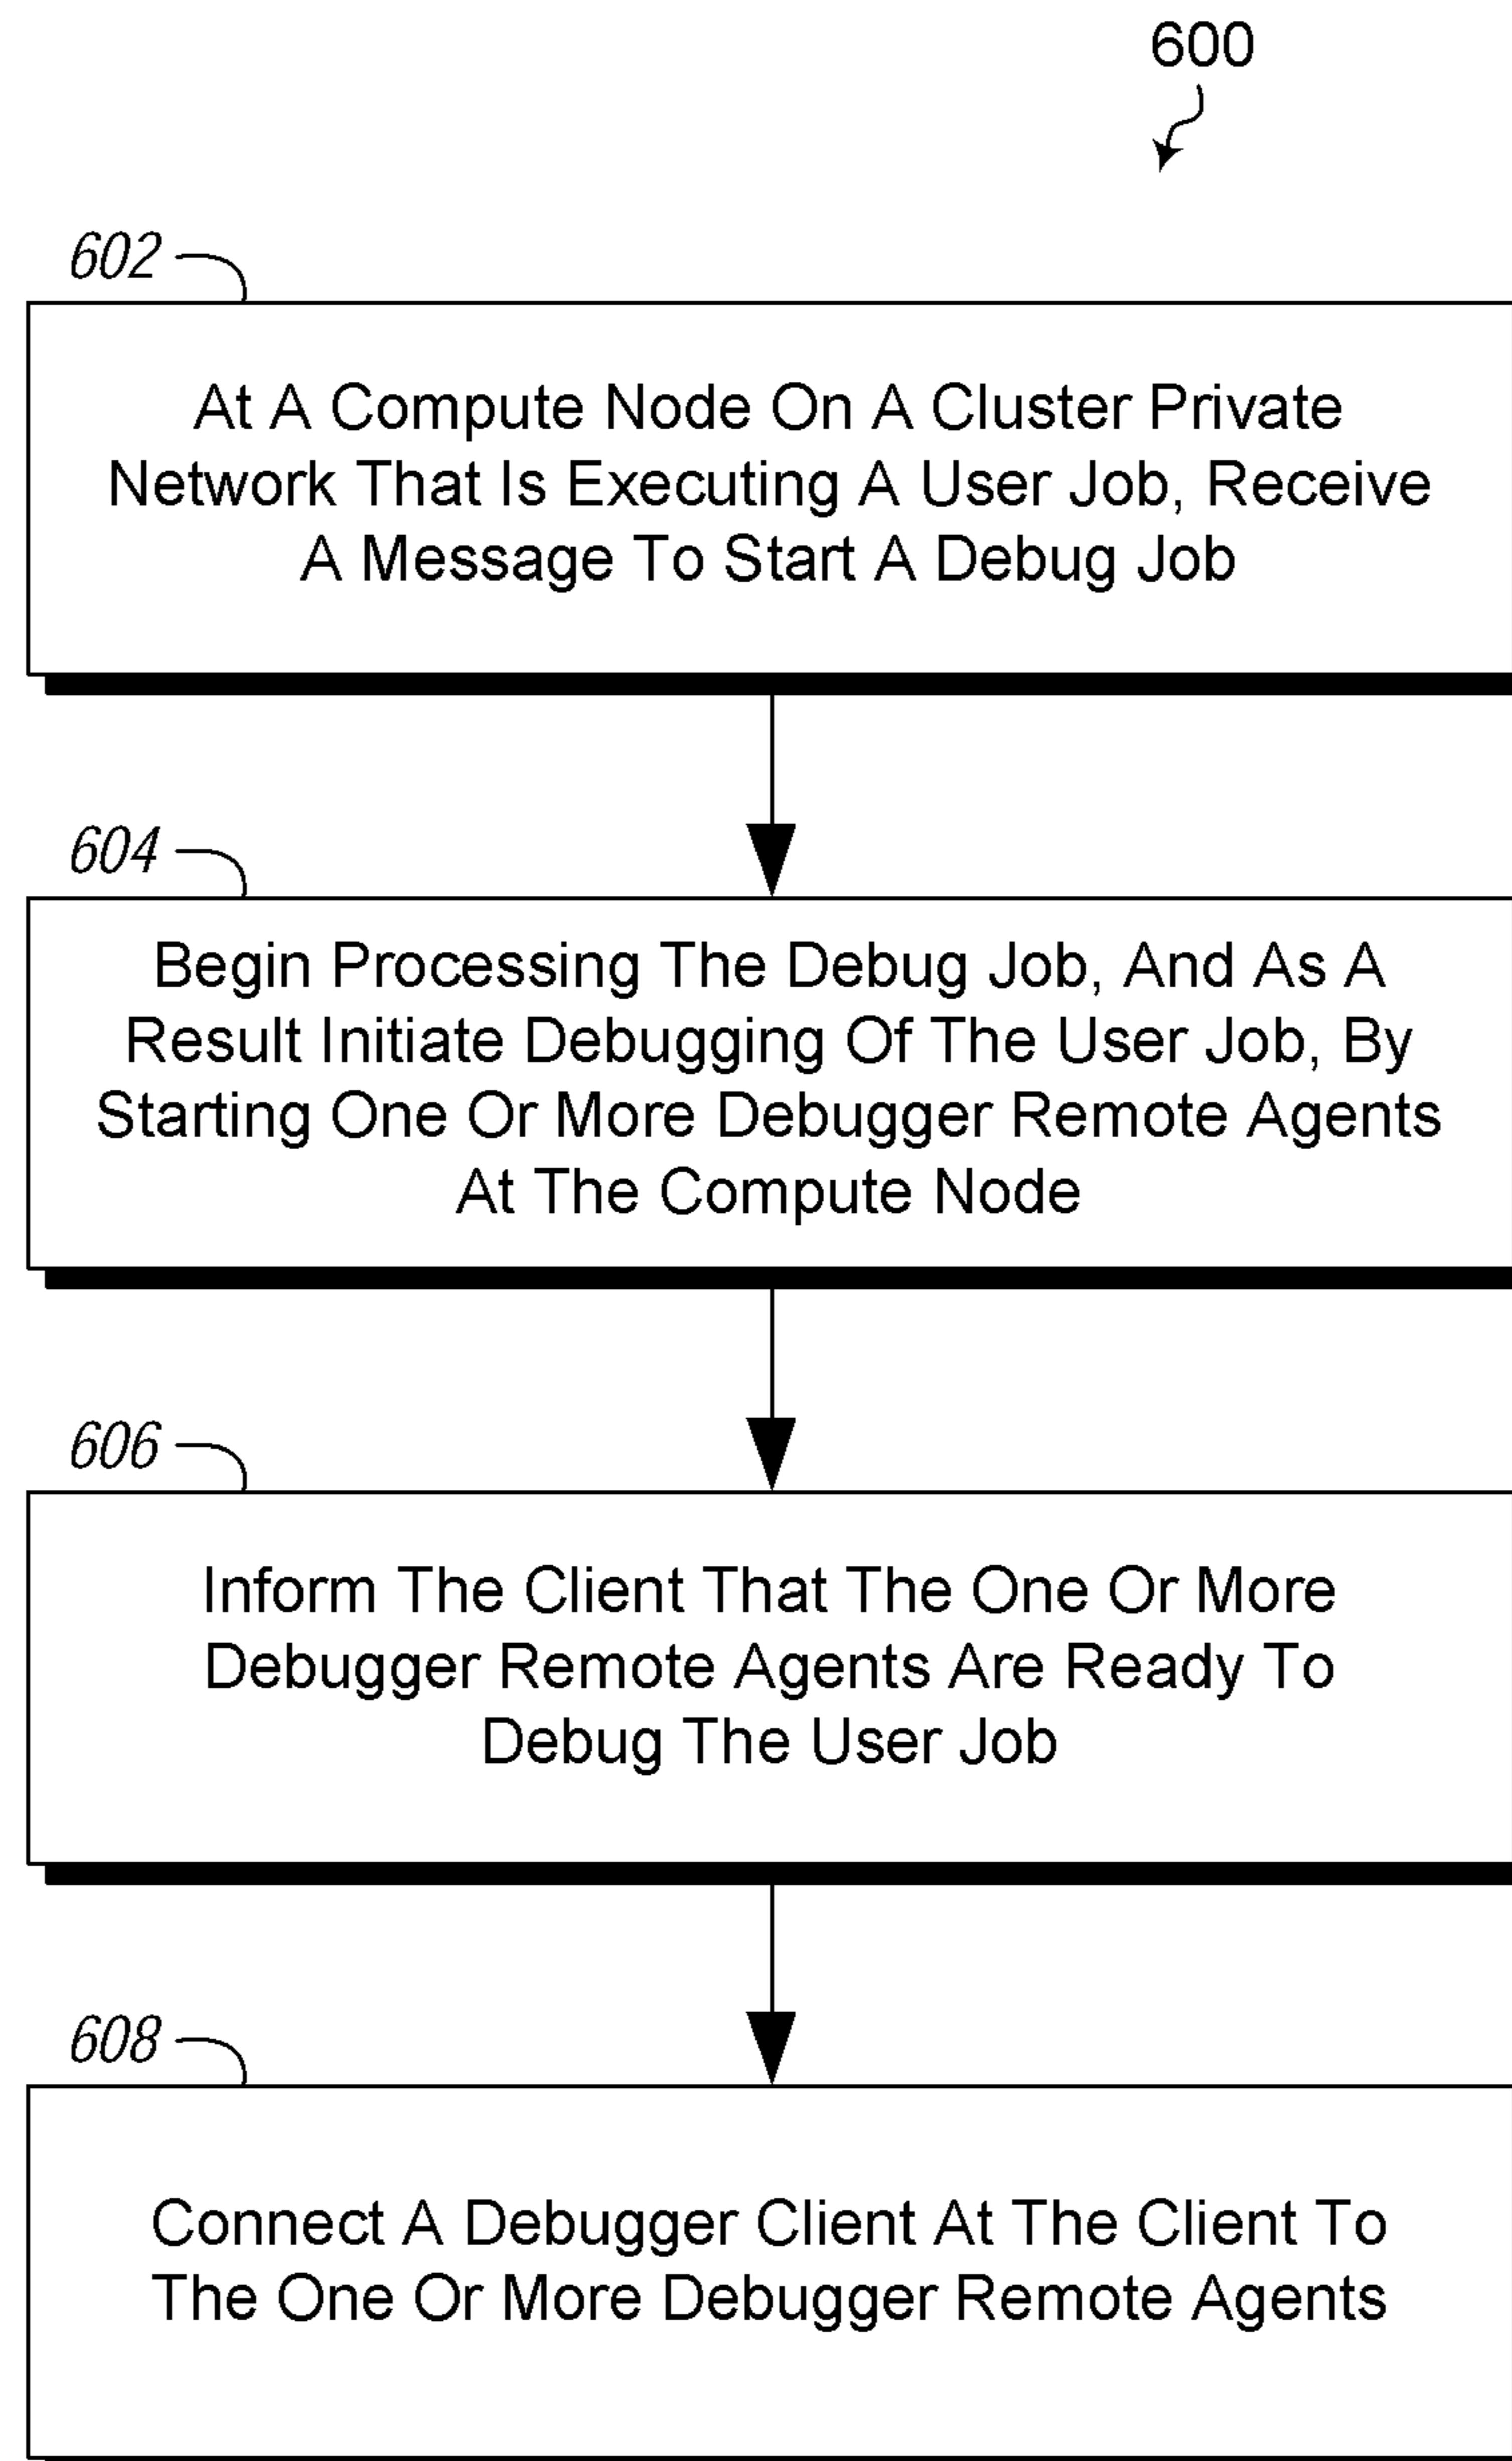 600
602
At A Compute Node On A Cluster Private
Network That Is Executing A User Job, Receive
A Message To Start A Debug Job
604
Begin Processing The Debug Job, And As A
Result Initiate Debugging Of The User Job, By
Starting One Or More Debugger Remote Agents
At The Compute Node
606
Inform The Client That The One Or More
Debugger Remote Agents Are Ready To
Debug The User Job
608
Connect A Debugger Client At The Client To
The One Or More Debugger Remote Agents